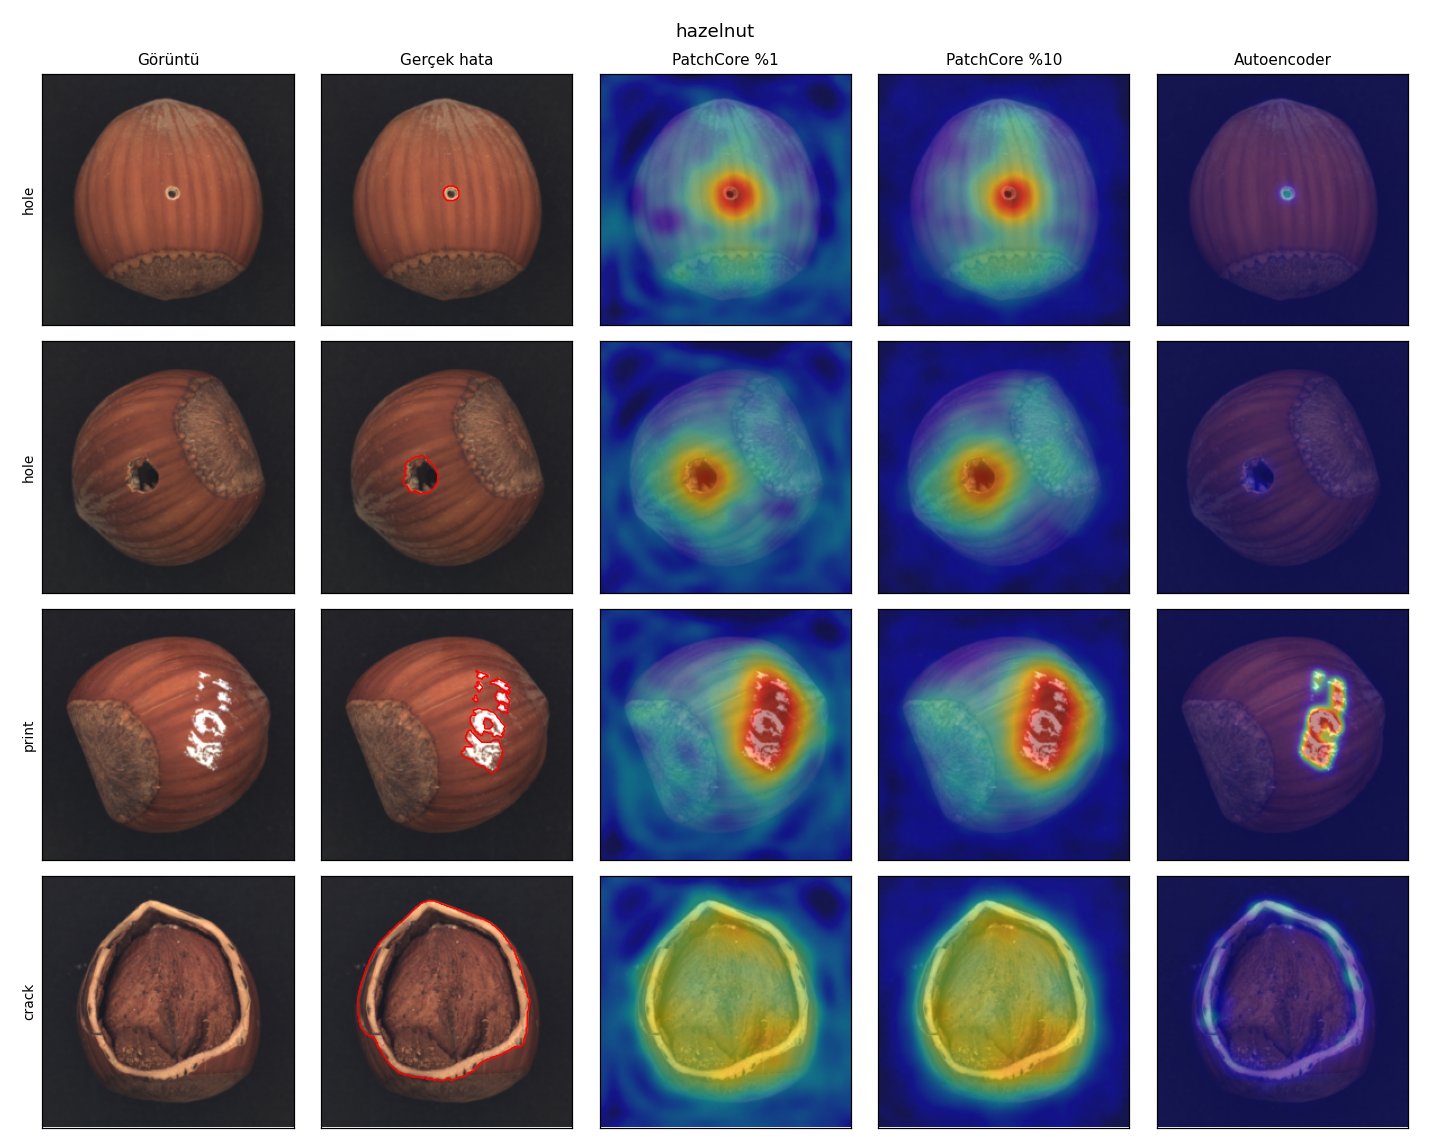 hazelnut
Görüntü Gerçek hata PatchCore %1 PatchCore %10 Autoencoder
hole
hole
print
crack